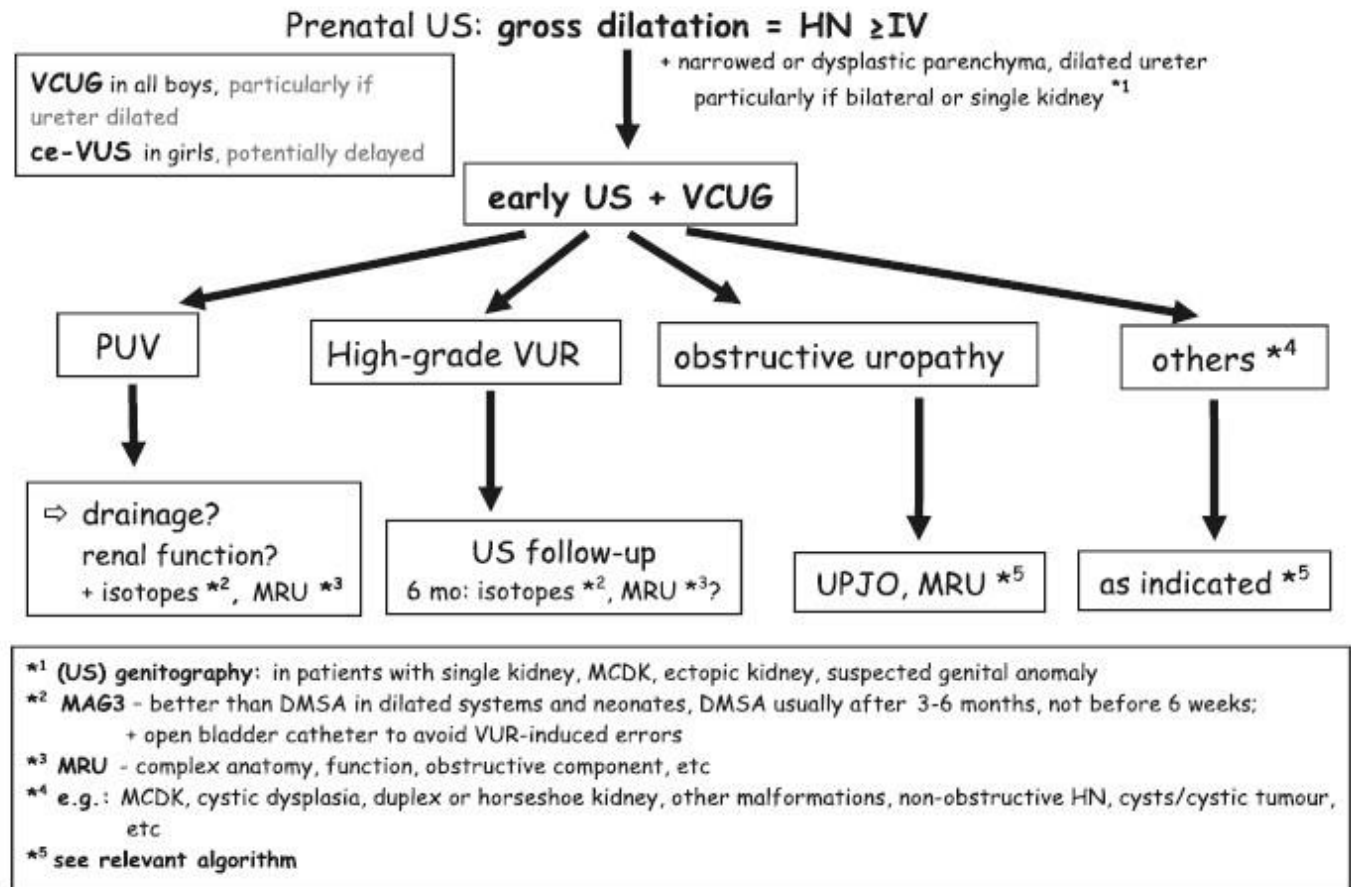 Prenatal US: gross dilatation = HN ≥IV
+ narrowed or dysplastic parenchyma, dilated ureter
particularly if bilateral or single kidney *1
VCUG in all boys, particularly if
ureter dilated
ce-VUS in girls, potentially delayed
early US + VCUG
PUV
High-grade VUR
obstructive uropathy
others *4
⇨ drainage?
renal function?
+ isotopes *2, MRU *3
US follow-up
6 mo: isotopes *2, MRU *3?
UPJO, MRU *5
as indicated *5
*1 (US) genitography: in patients with single kidney, MCDK, ectopic kidney, suspected genital anomaly
*2 MAG3 - better than DMSA in dilated systems and neonates, DMSA usually after 3-6 months, not before 6 weeks;
+ open bladder catheter to avoid VUR-induced errors
*3 MRU - complex anatomy, function, obstructive component, etc
*4 e.g.: MCDK, cystic dysplasia, duplex or horseshoe kidney, other malformations, non-obstructive HN, cysts/cystic tumour,
etc
*5 see relevant algorithm